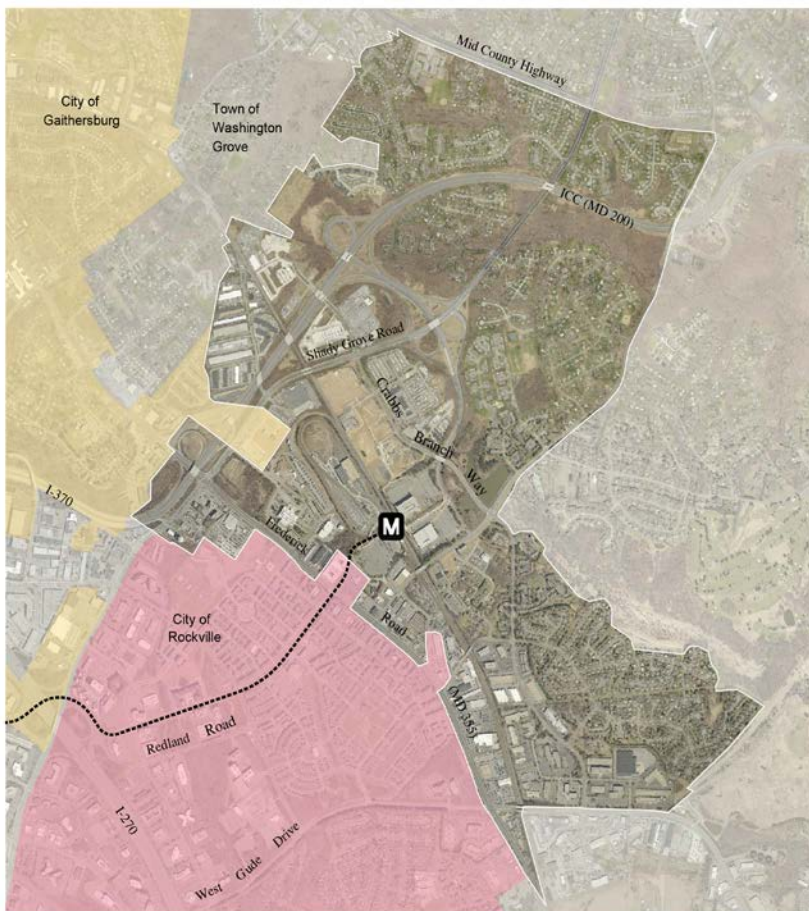 Mid County Highway
City of
Gaithersburg
Town of
Washington
Grove
ICC (MD 200)
Shady Grove Road
Crabbs
Branch
Way
I-370
Frederick
M
City of
Rockville
Road
(MD 355)
Redland Road
I-270
West Gude Drive